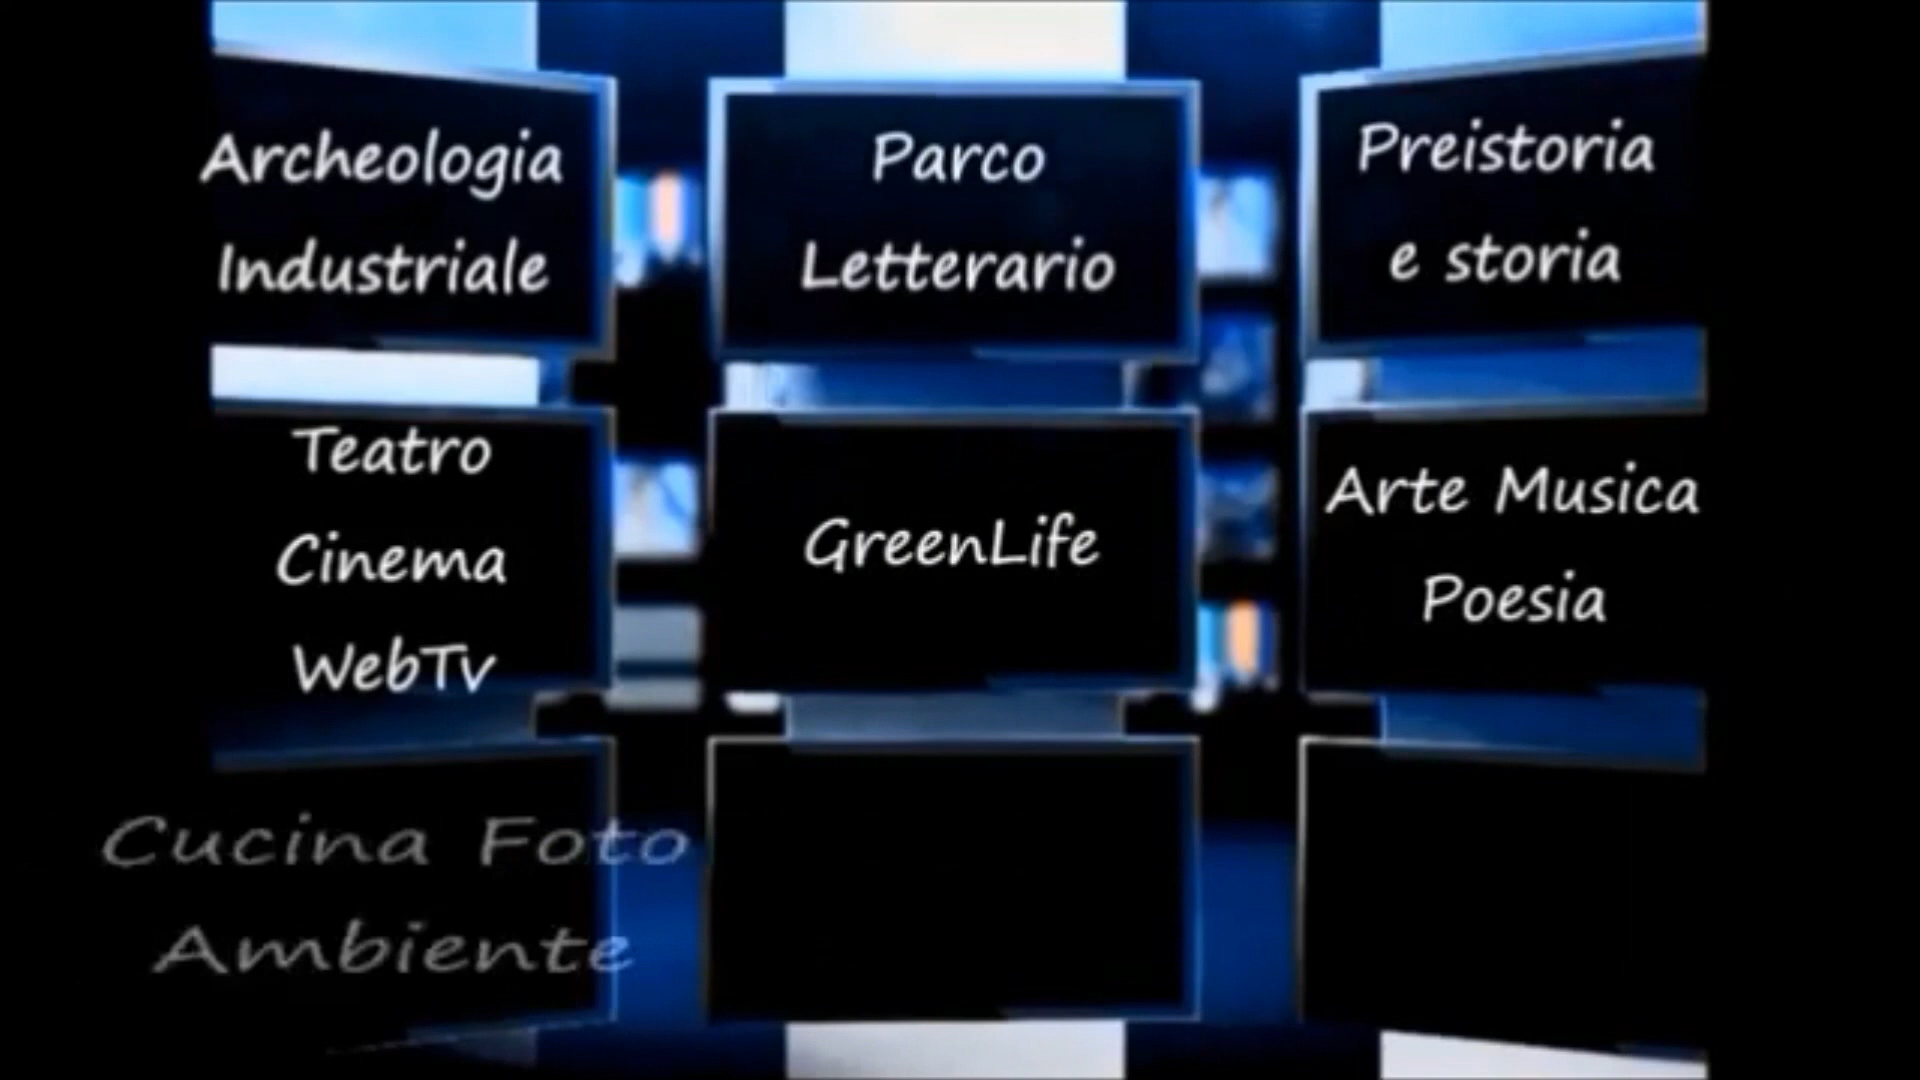 Archeologia
Industriale
Parco
Letterario
Preistoria
e storia
Teatro
Cinema
WebTv
GreenLife
Arte Musica
Poesia
Cucina Foto
Ambiente